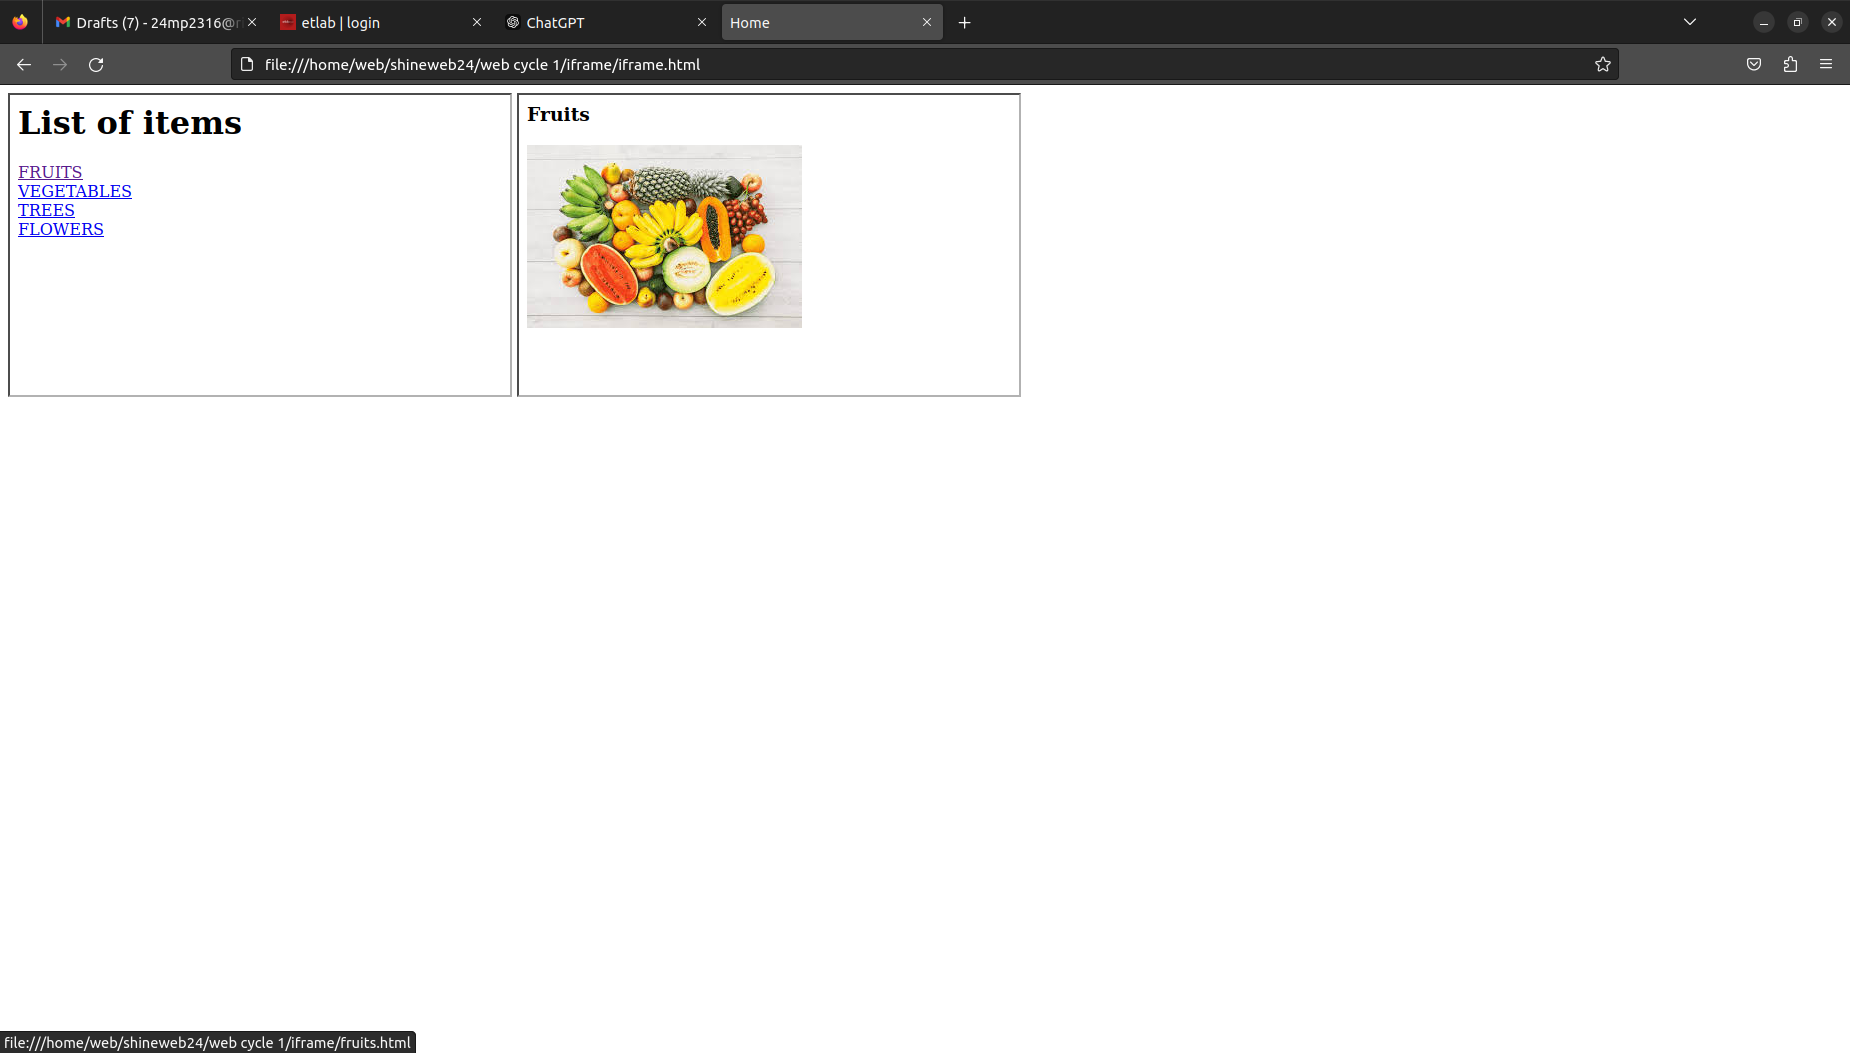 Drafts (7) - 24mp2316@r
etlab | login
ChatGPT
Home
file:///home/web/shineweb24/web cycle 1/iframe/iframe.html
List of items
FRUITS
VEGETABLES
TREES
FLOWERS
Fruits
file:///home/web/shineweb24/web cycle 1/iframe/fruits.html